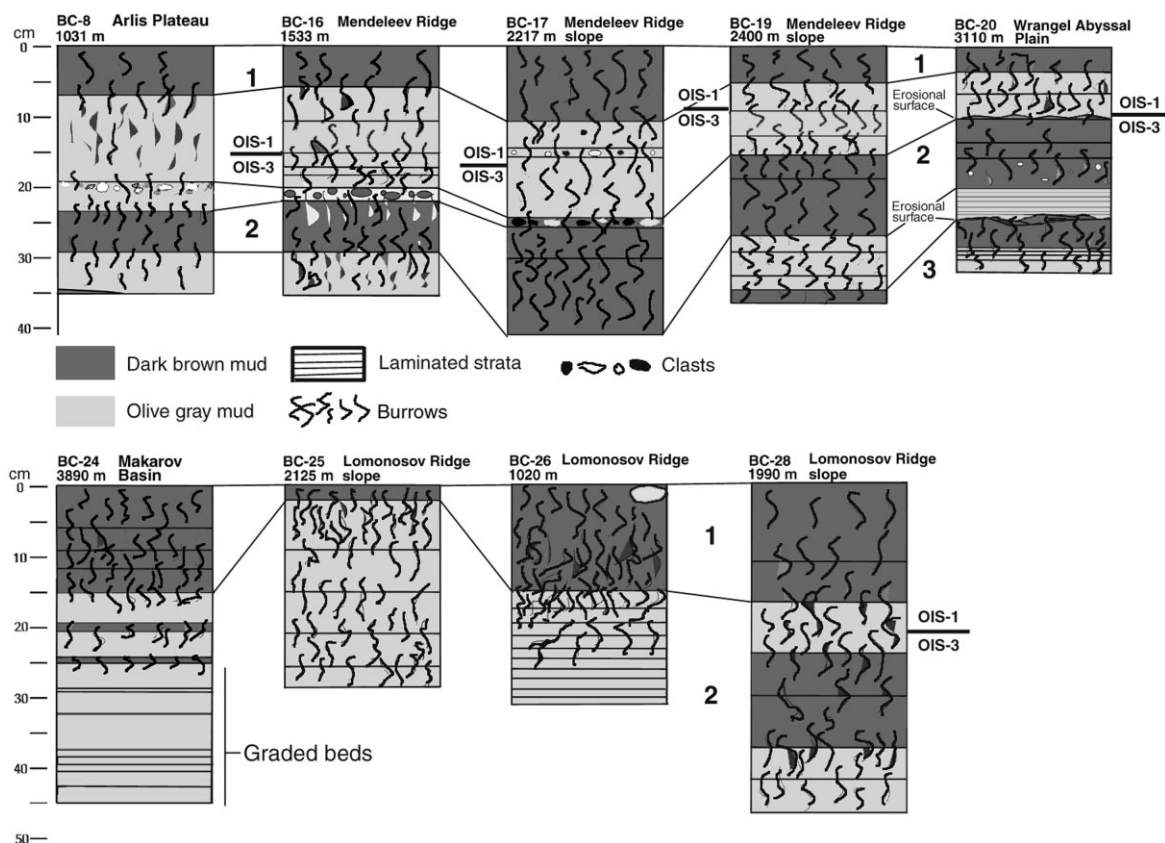 BC-8 Arlis Plateau
1031 m
BC-16 Mendeleev Ridge
1533 m
BC-17 Mendeleev Ridge
2217 m slope
BC-19 Mendeleev Ridge
2400 m slope
BC-20 Wrangel Abyssal
3110 m Plain
cm
0
10
20
30
40
1
2
OIS-1
OIS-3
OIS-1
OIS-3
OIS-1
OIS-3
1
Erosional
surface
2
Erosional
surface
3
OIS-1
OIS-3
Dark brown mud
Laminated strata
Clasts
Olive gray mud
Burrows
BC-24 Makarov
3890 m Basin
BC-25 Lomonosov Ridge
2125 m slope
BC-26 Lomonosov Ridge
1020 m
BC-28 Lomonosov Ridge
1990 m slope
cm
0
10
20
30
40
50
Graded beds
1
2
OIS-1
OIS-3